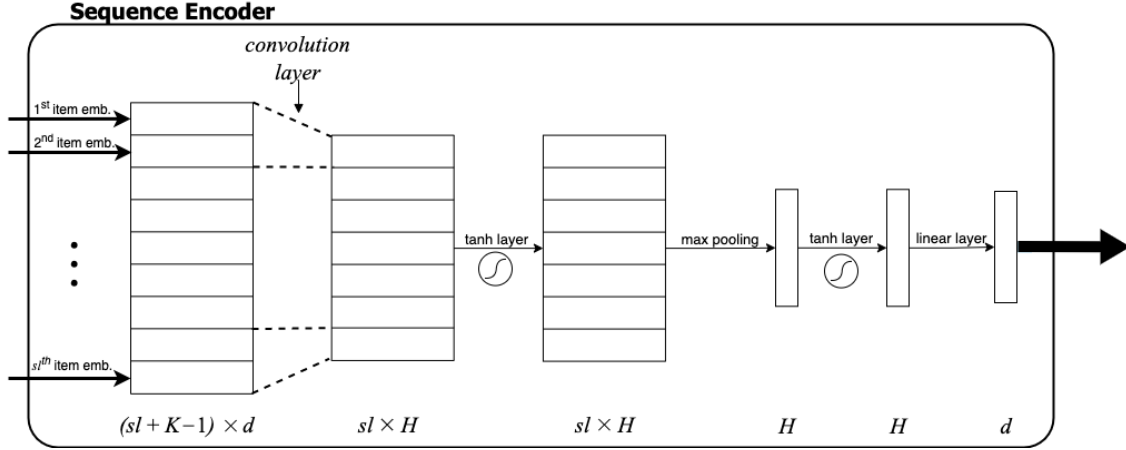 Sequence Encoder
convolution
layer
1st item emb.
2nd item emb.
tanh layer
max pooling
tanh layer
linear layer
slth item emb.
(sl + K−1) × d
sl × H
sl × H
H
H
d